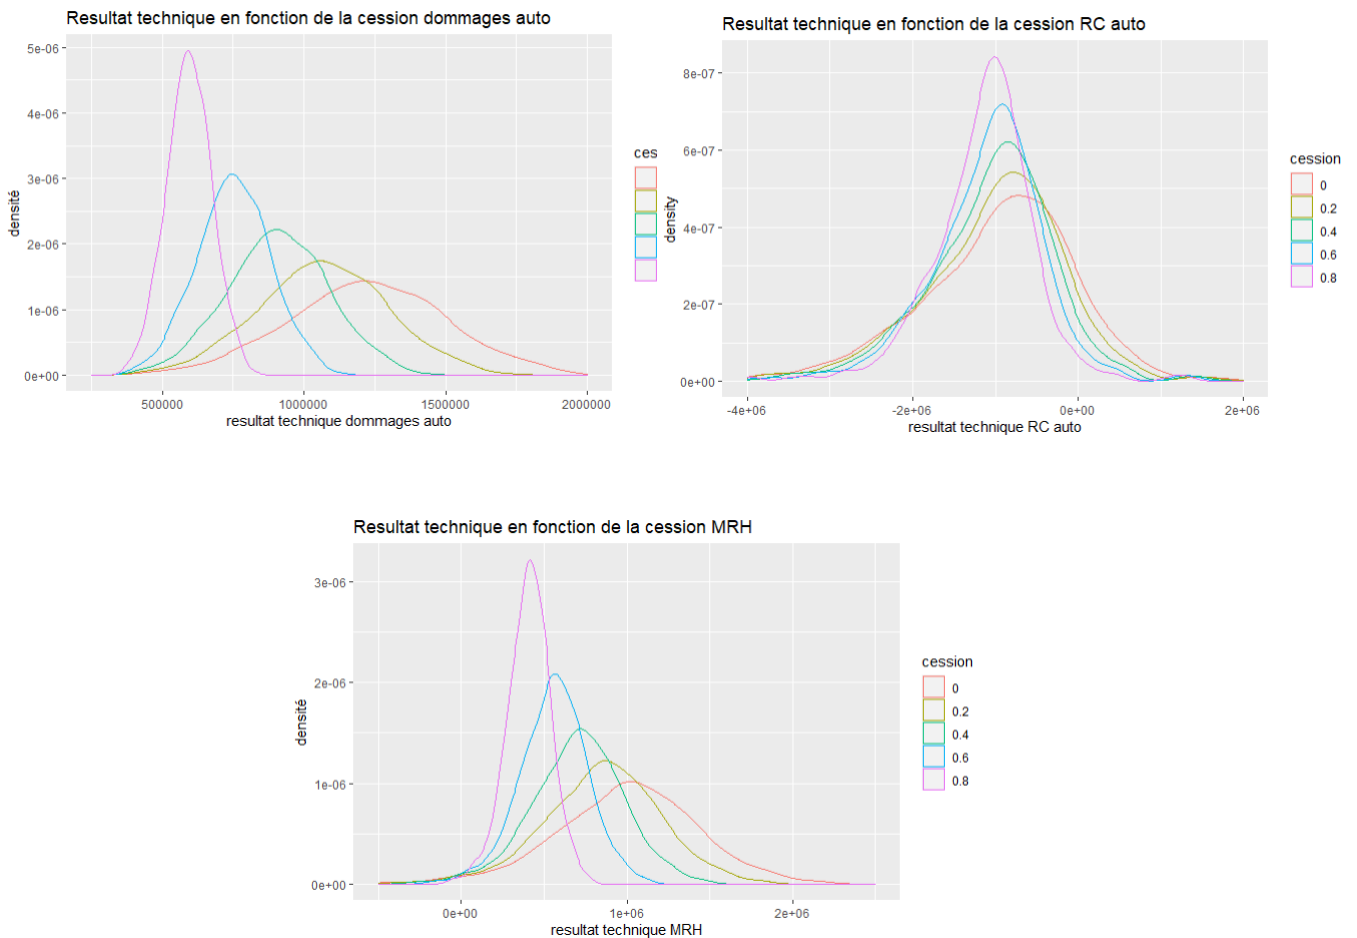 Resultat technique en fonction de la cession dommages auto
5e-06
4e-06
3e-06
2e-06
1e-06
0e+00
densité
500000 1000000 1500000 2000000
resultat technique dommages auto
ces
Resultat technique en fonction de la cession RC auto
8e-07
6e-07
4e-07
2e-07
0e+00
density
-4e+06 -2e+06 0e+00 2e+06
resultat technique RC auto
cession
0
0.2
0.4
0.6
0.8
Resultat technique en fonction de la cession MRH
3e-06
2e-06
1e-06
0e+00
densité
0e+00 1e+06 2e+06
resultat technique MRH
cession
0
0.2
0.4
0.6
0.8